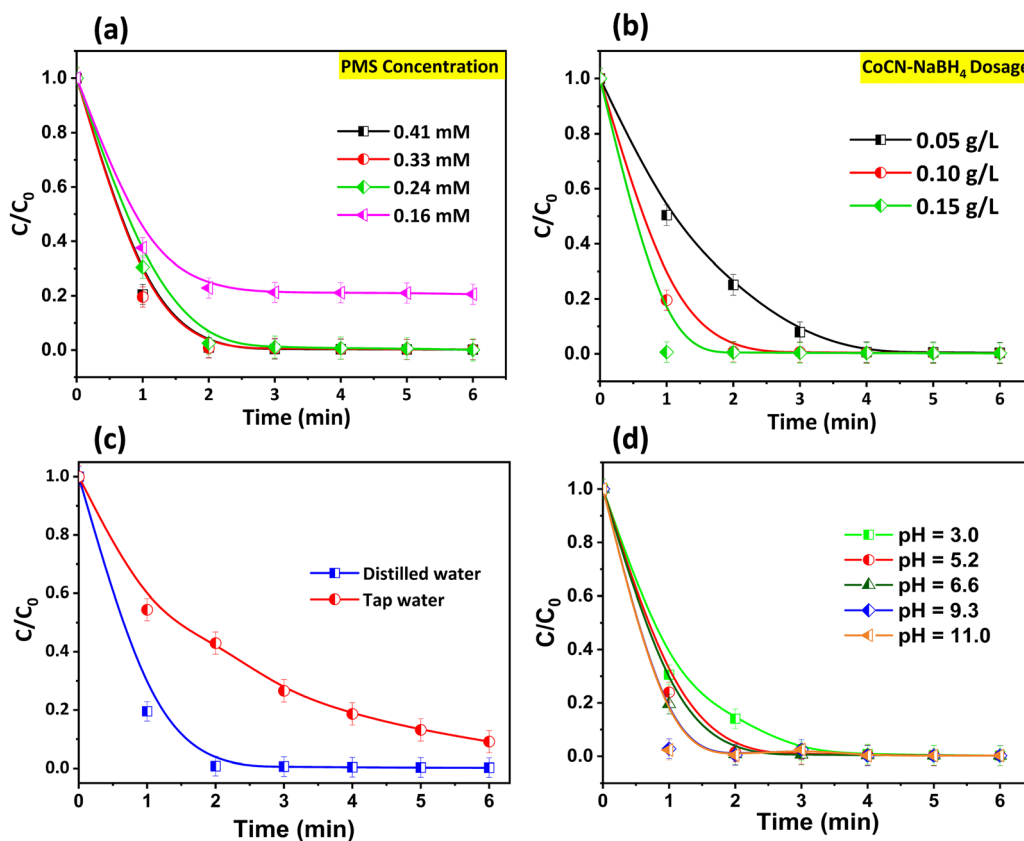 (a)
PMS Concentration
0.41 mM
0.33 mM
0.24 mM
0.16 mM
C/C₀
1.0
0.8
0.6
0.4
0.2
0.0
0 1 2 3 4 5 6
Time (min)
(b)
CoCN-NaBH₄ Dosage
0.05 g/L
0.10 g/L
0.15 g/L
C/C₀
1.0
0.8
0.6
0.4
0.2
0.0
0 1 2 3 4 5 6
Time (min)
(c)
Distilled water
Tap water
C/C₀
1.0
0.8
0.6
0.4
0.2
0.0
0 1 2 3 4 5 6
Time (min)
(d)
pH = 3.0
pH = 5.2
pH = 6.6
pH = 9.3
pH = 11.0
C/C₀
1.0
0.8
0.6
0.4
0.2
0.0
0 1 2 3 4 5 6
Time (min)